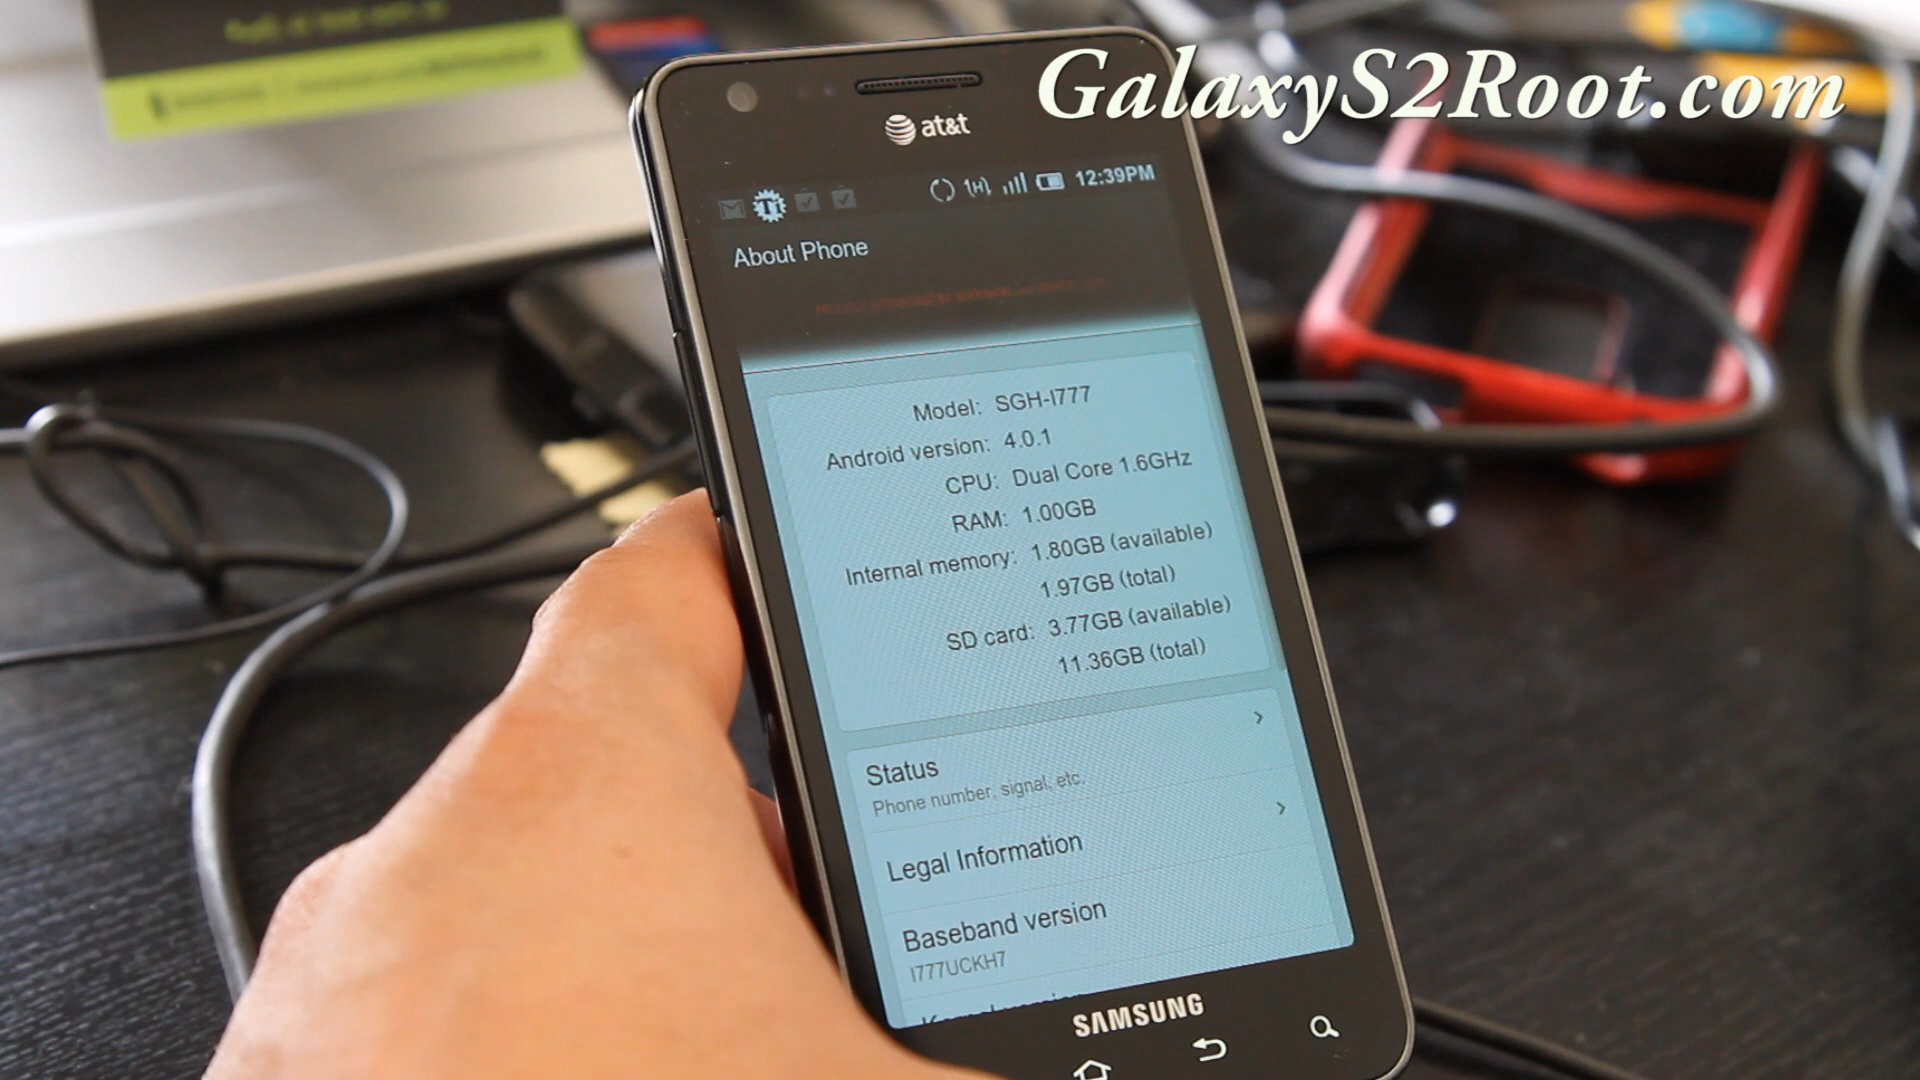 GalaxyS2Root.com
at&t
12:39PM
About Phone
Model: SGH-I777
Android version: 4.0.1
CPU: Dual Core 1.6GHz
RAM: 1.00GB
Internal memory: 1.80GB (available)
1.97GB (total)
SD card: 3.77GB (available)
11.36GB (total)
Status
Phone number, signal, etc.
Legal Information
Baseband version
I777UCKH7
SAMSUNG